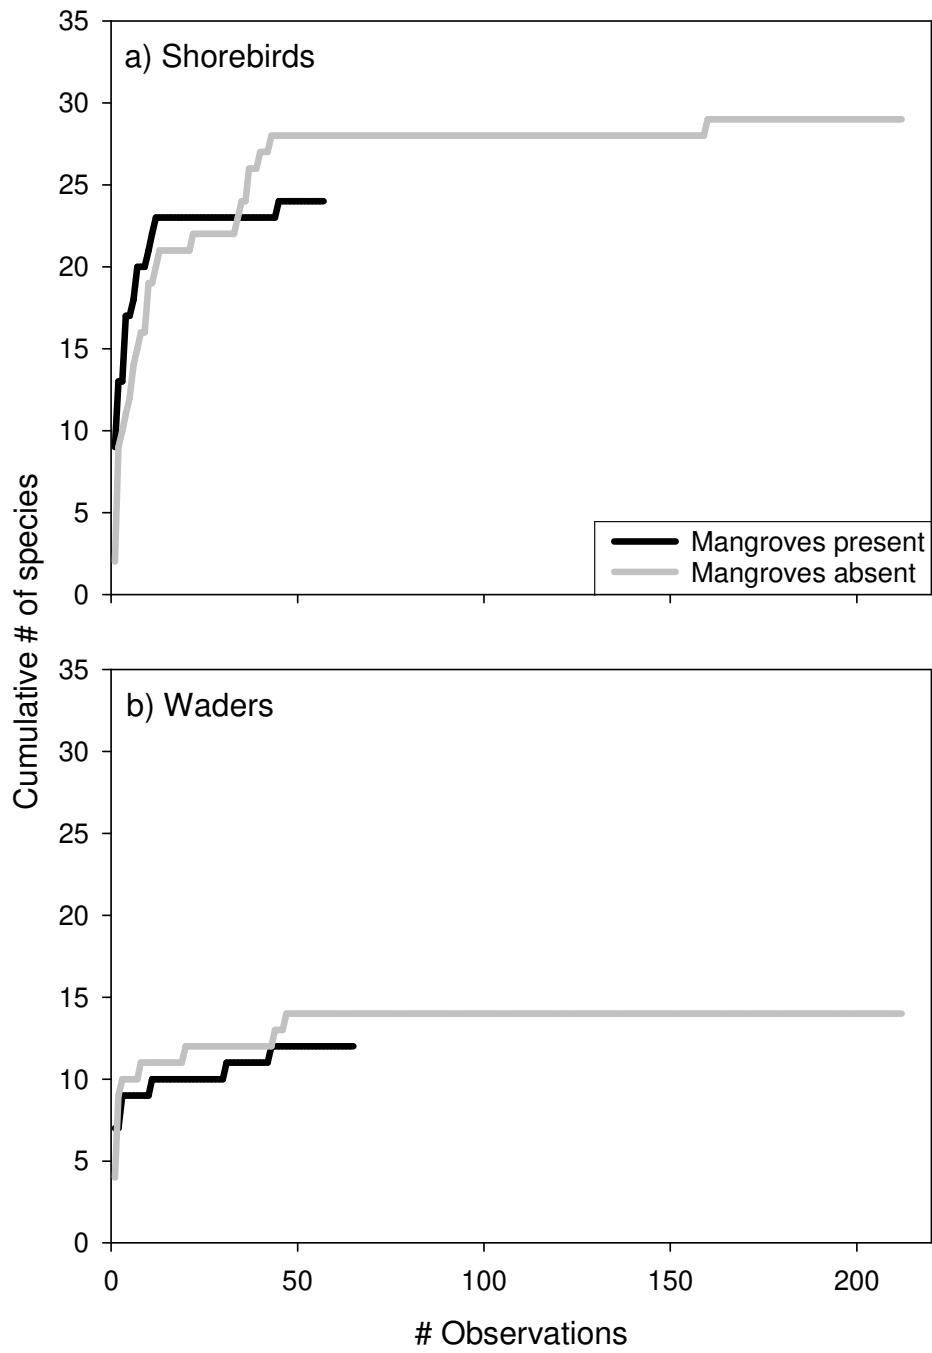 35
a) Shorebirds
30
25
20
15
10
5
0
Mangroves present
Mangroves absent
Cumulative # of species
35
b) Waders
30
25
20
15
10
5
0
0 50 100 150 200
# Observations